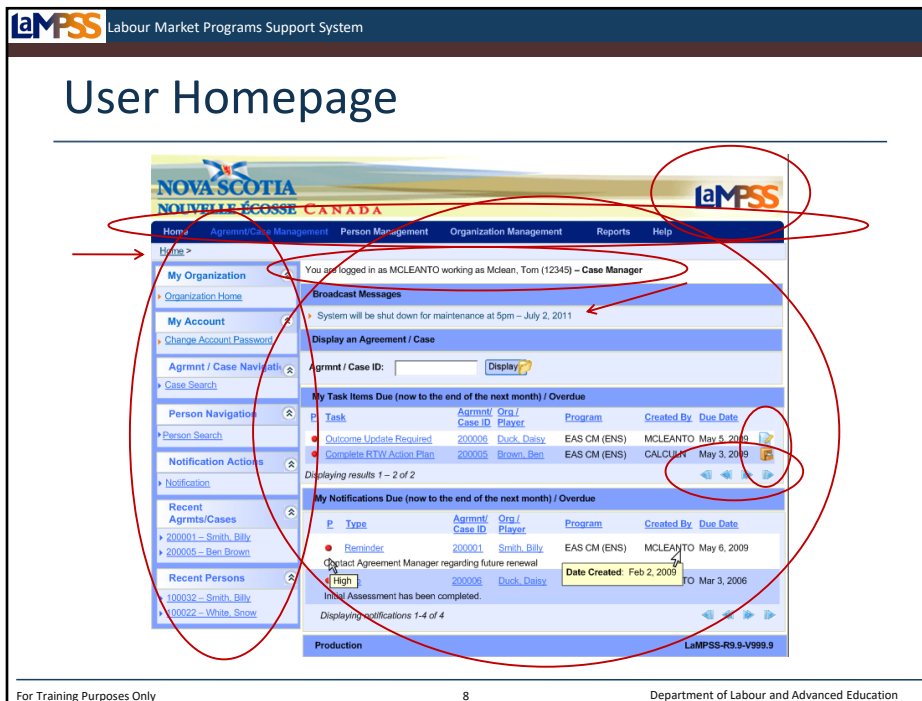 LaMPSS Labour Market Programs Support System
User Homepage
NOVA SCOTIA
NOUVELLE ÉCOSSE CANADA
LaMPSS
Home Agremnt/Case Management Person Management Organization Management Reports Help
Home >
You are logged in as MCLEANTO working as Mclean, Tom (12345) – Case Manager
My Organization
Organization Home
My Account
Change Account Password
Agrmnt / Case Navigati
Case Search
Person Navigation
Person Search
Notification Actions
Notification
Recent
Agrmts/Cases
200001 – Smith, Billy
200005 – Ben Brown
Recent Persons
100032 – Smith, Billy
100022 – White, Snow
Broadcast Messages
System will be shut down for maintenance at 5pm – July 2, 2011
Display an Agreement / Case
Agrmnt / Case ID: Display
My Task Items Due (now to the end of the next month) / Overdue
P Task Agrmnt/ Case ID Org / Player Program Created By Due Date
Outcome Update Required 200006 Duck, Daisy EAS CM (ENS) MCLEANTO May 5, 2009
Complete RTW Action Plan 200005 Brown, Ben EAS CM (ENS) CALCULN May 3, 2009
Displaying results 1 – 2 of 2
My Notifications Due (now to the end of the next month) / Overdue
P Type Agrmnt/ Case ID Org / Player Program Created By Due Date
Reminder 200001 Smith, Billy EAS CM (ENS) MCLEANTO May 6, 2009
Contact Agreement Manager regarding future renewal
High 200006 Duck, Daisy Date Created: Feb 2, 2009 TO Mar 3, 2006
Initial Assessment has been completed.
Displaying notifications 1-4 of 4
Production LaMPSS-R9.9-V999.9
For Training Purposes Only 8 Department of Labour and Advanced Education